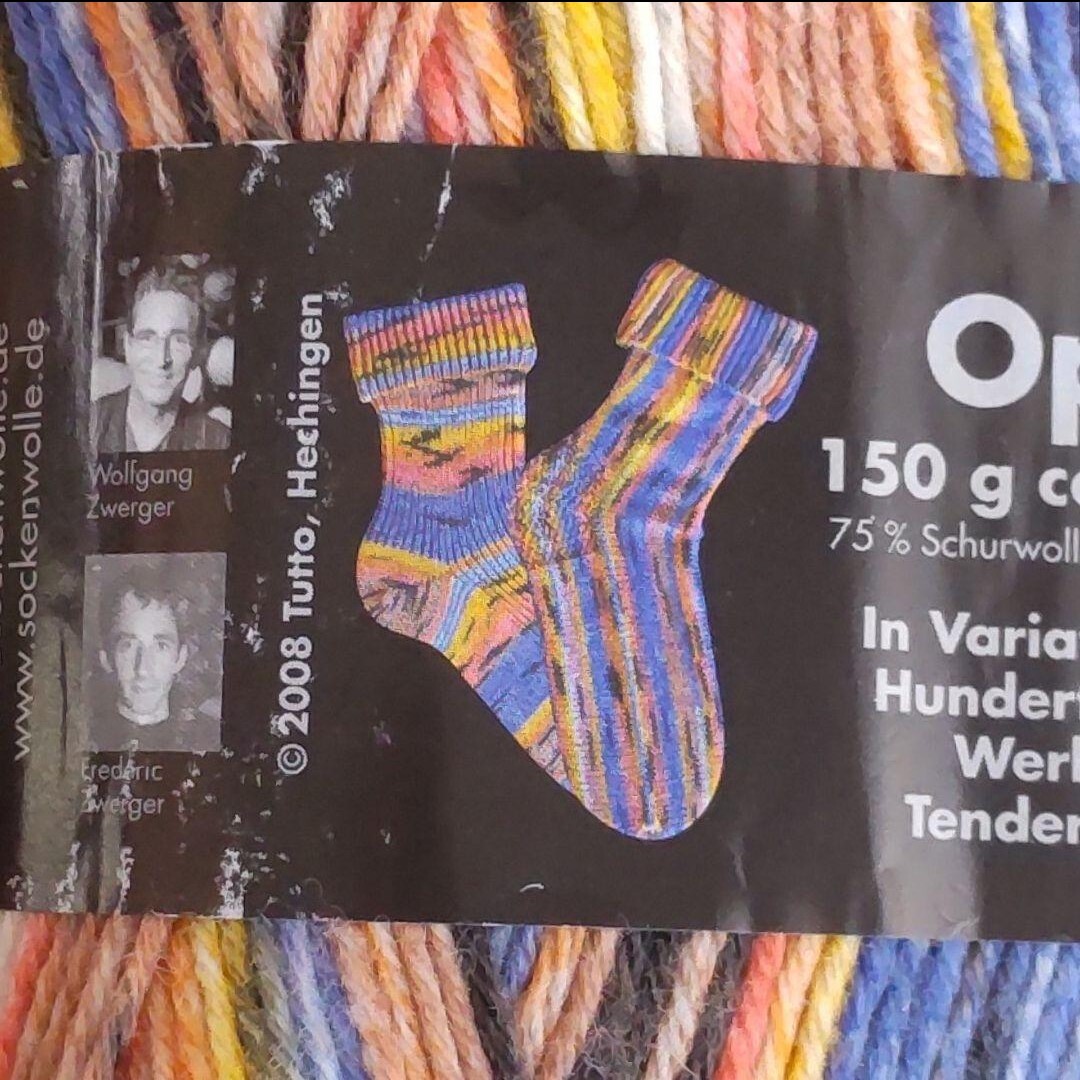 www.sockenwolle.de
Wolfgang
Zwerger
Frederic
Zwerger
© 2008 Tutto, Hechingen
Op
150 g c
75 % Schurwoll
In Varia
Hunder
Wer
Tender